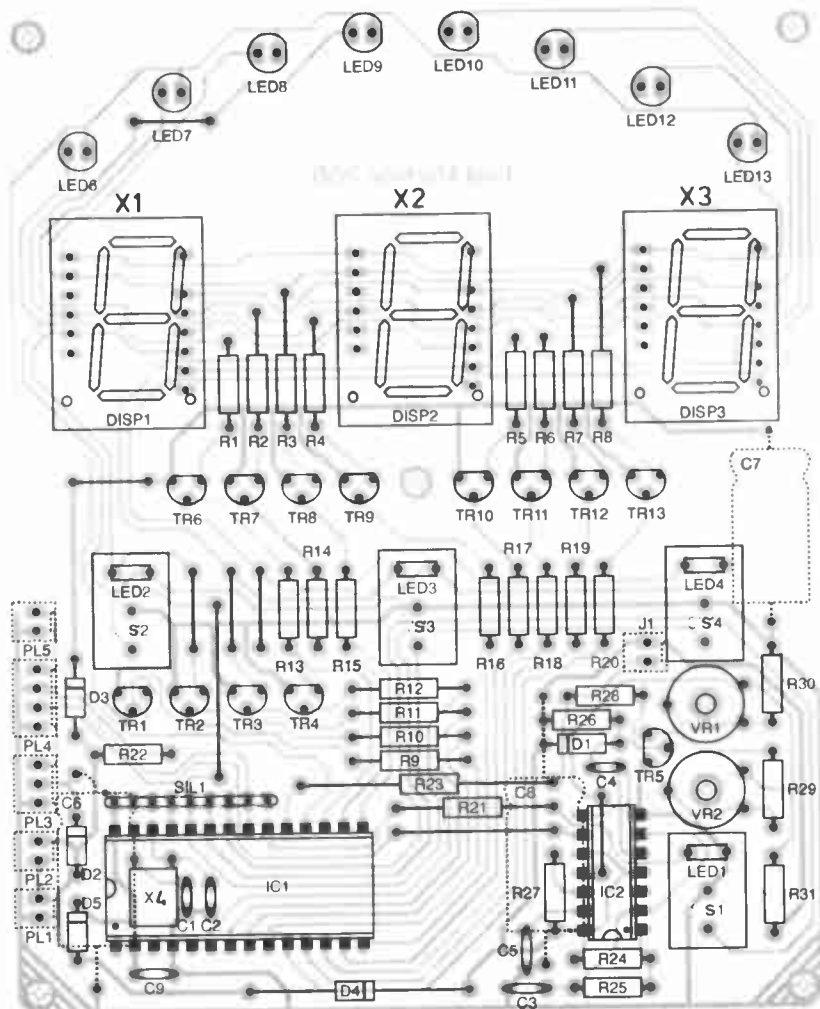 LED9 LED10
LED8 LED11
LED7 LED12
LED6 LED13
X1 X2 X3
DISP1 DISP2 DISP3
R1 R2 R3 R4 R5 R6 R7 R8
C7
TR6 TR7 TR8 TR9 TR10 TR11 TR12 TR13
R14 R17 R19
LED2 LED3 LED4
S2 S3 S4
J1
PL5 R13 R15 R16 R18 R20
R12 R28 R30
D3 TR1 TR2 TR3 TR4 R11 R26 VR1
PL4 R22 R10 D1 TR5
R9 C4
SIL1 R23 C8 R29
C6 R21 VR2
PL3
D2 LED1
PL2 X4 IC1 R27 IC2 R31
D5 C1 C2 S1
PL1
C5 R24
C9 D4 C3 R25